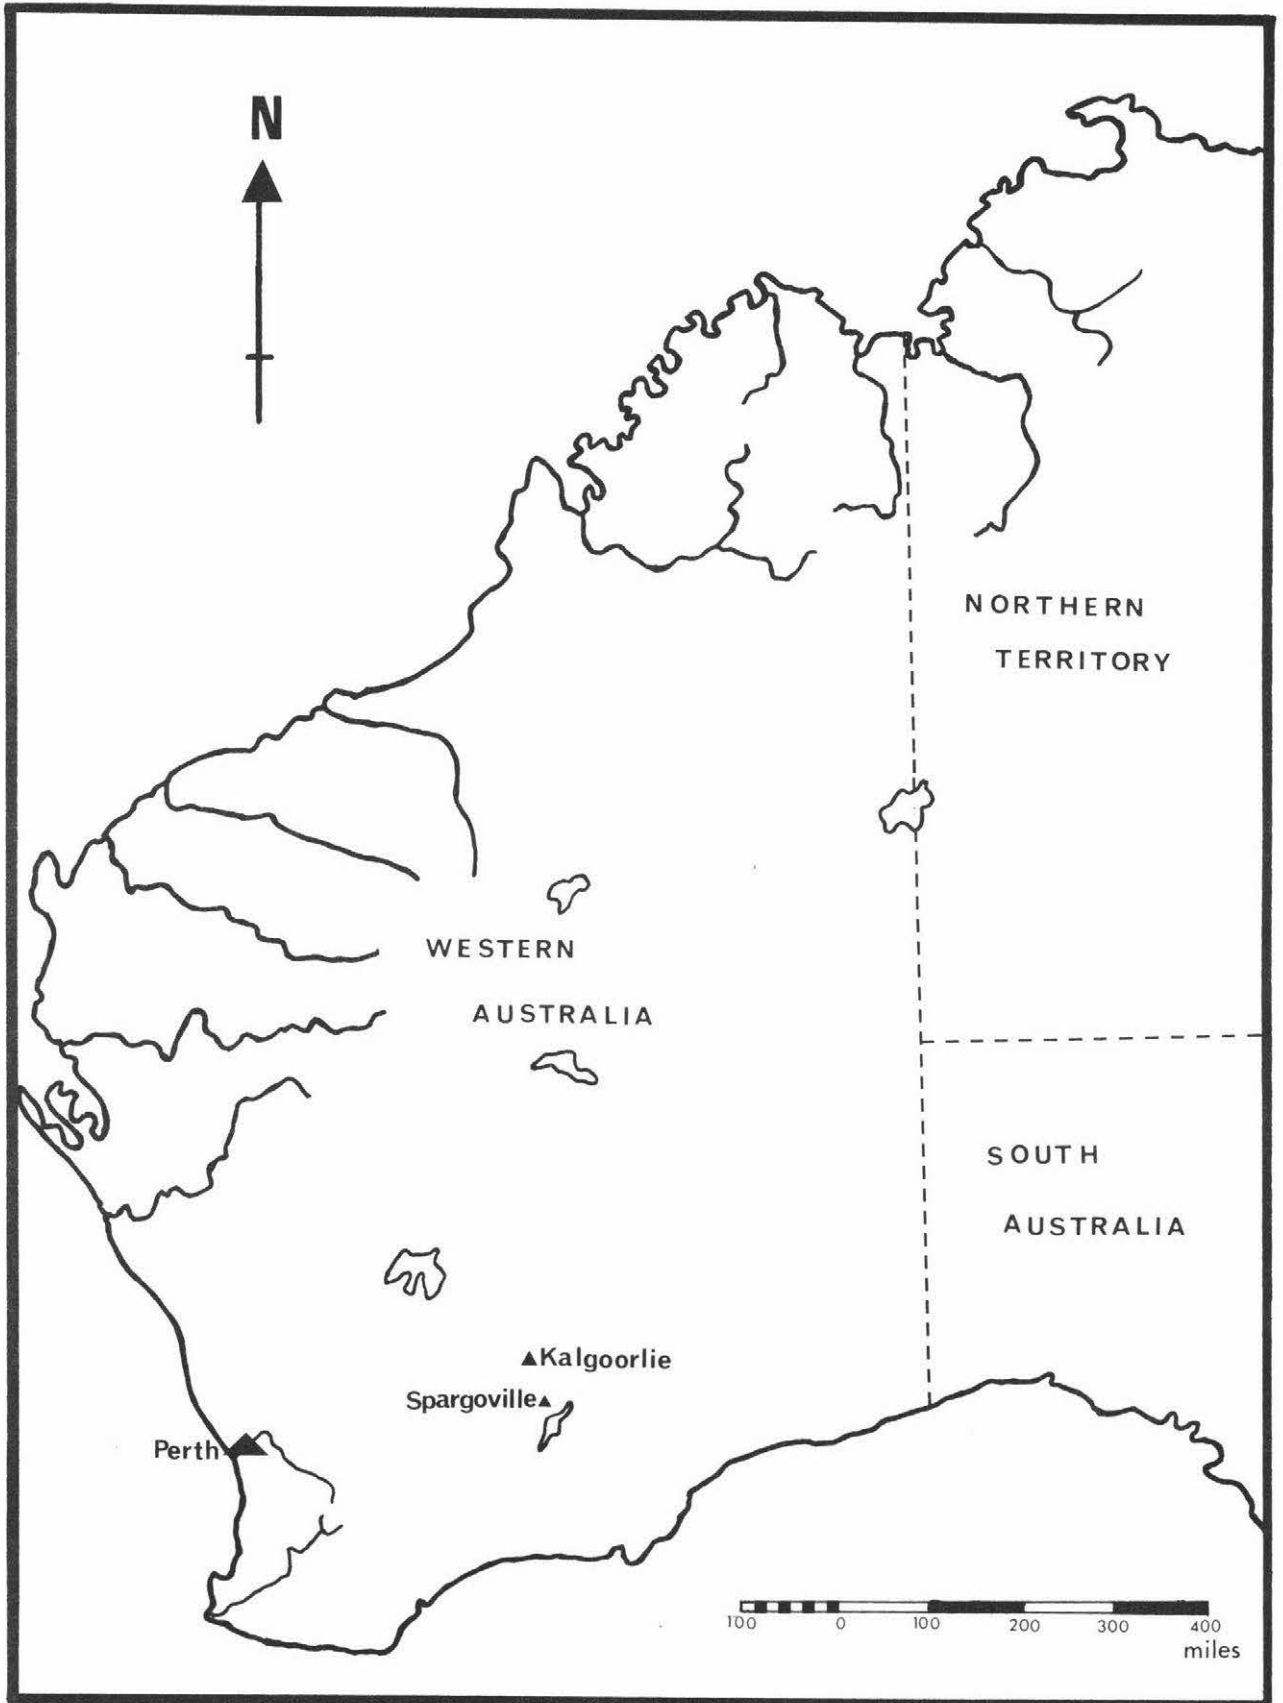 N
NORTHERN
TERRITORY
WESTERN
AUSTRALIA
SOUTH
AUSTRALIA
Kalgoorlie
Spargoville
Perth
100 0 100 200 300 400
miles